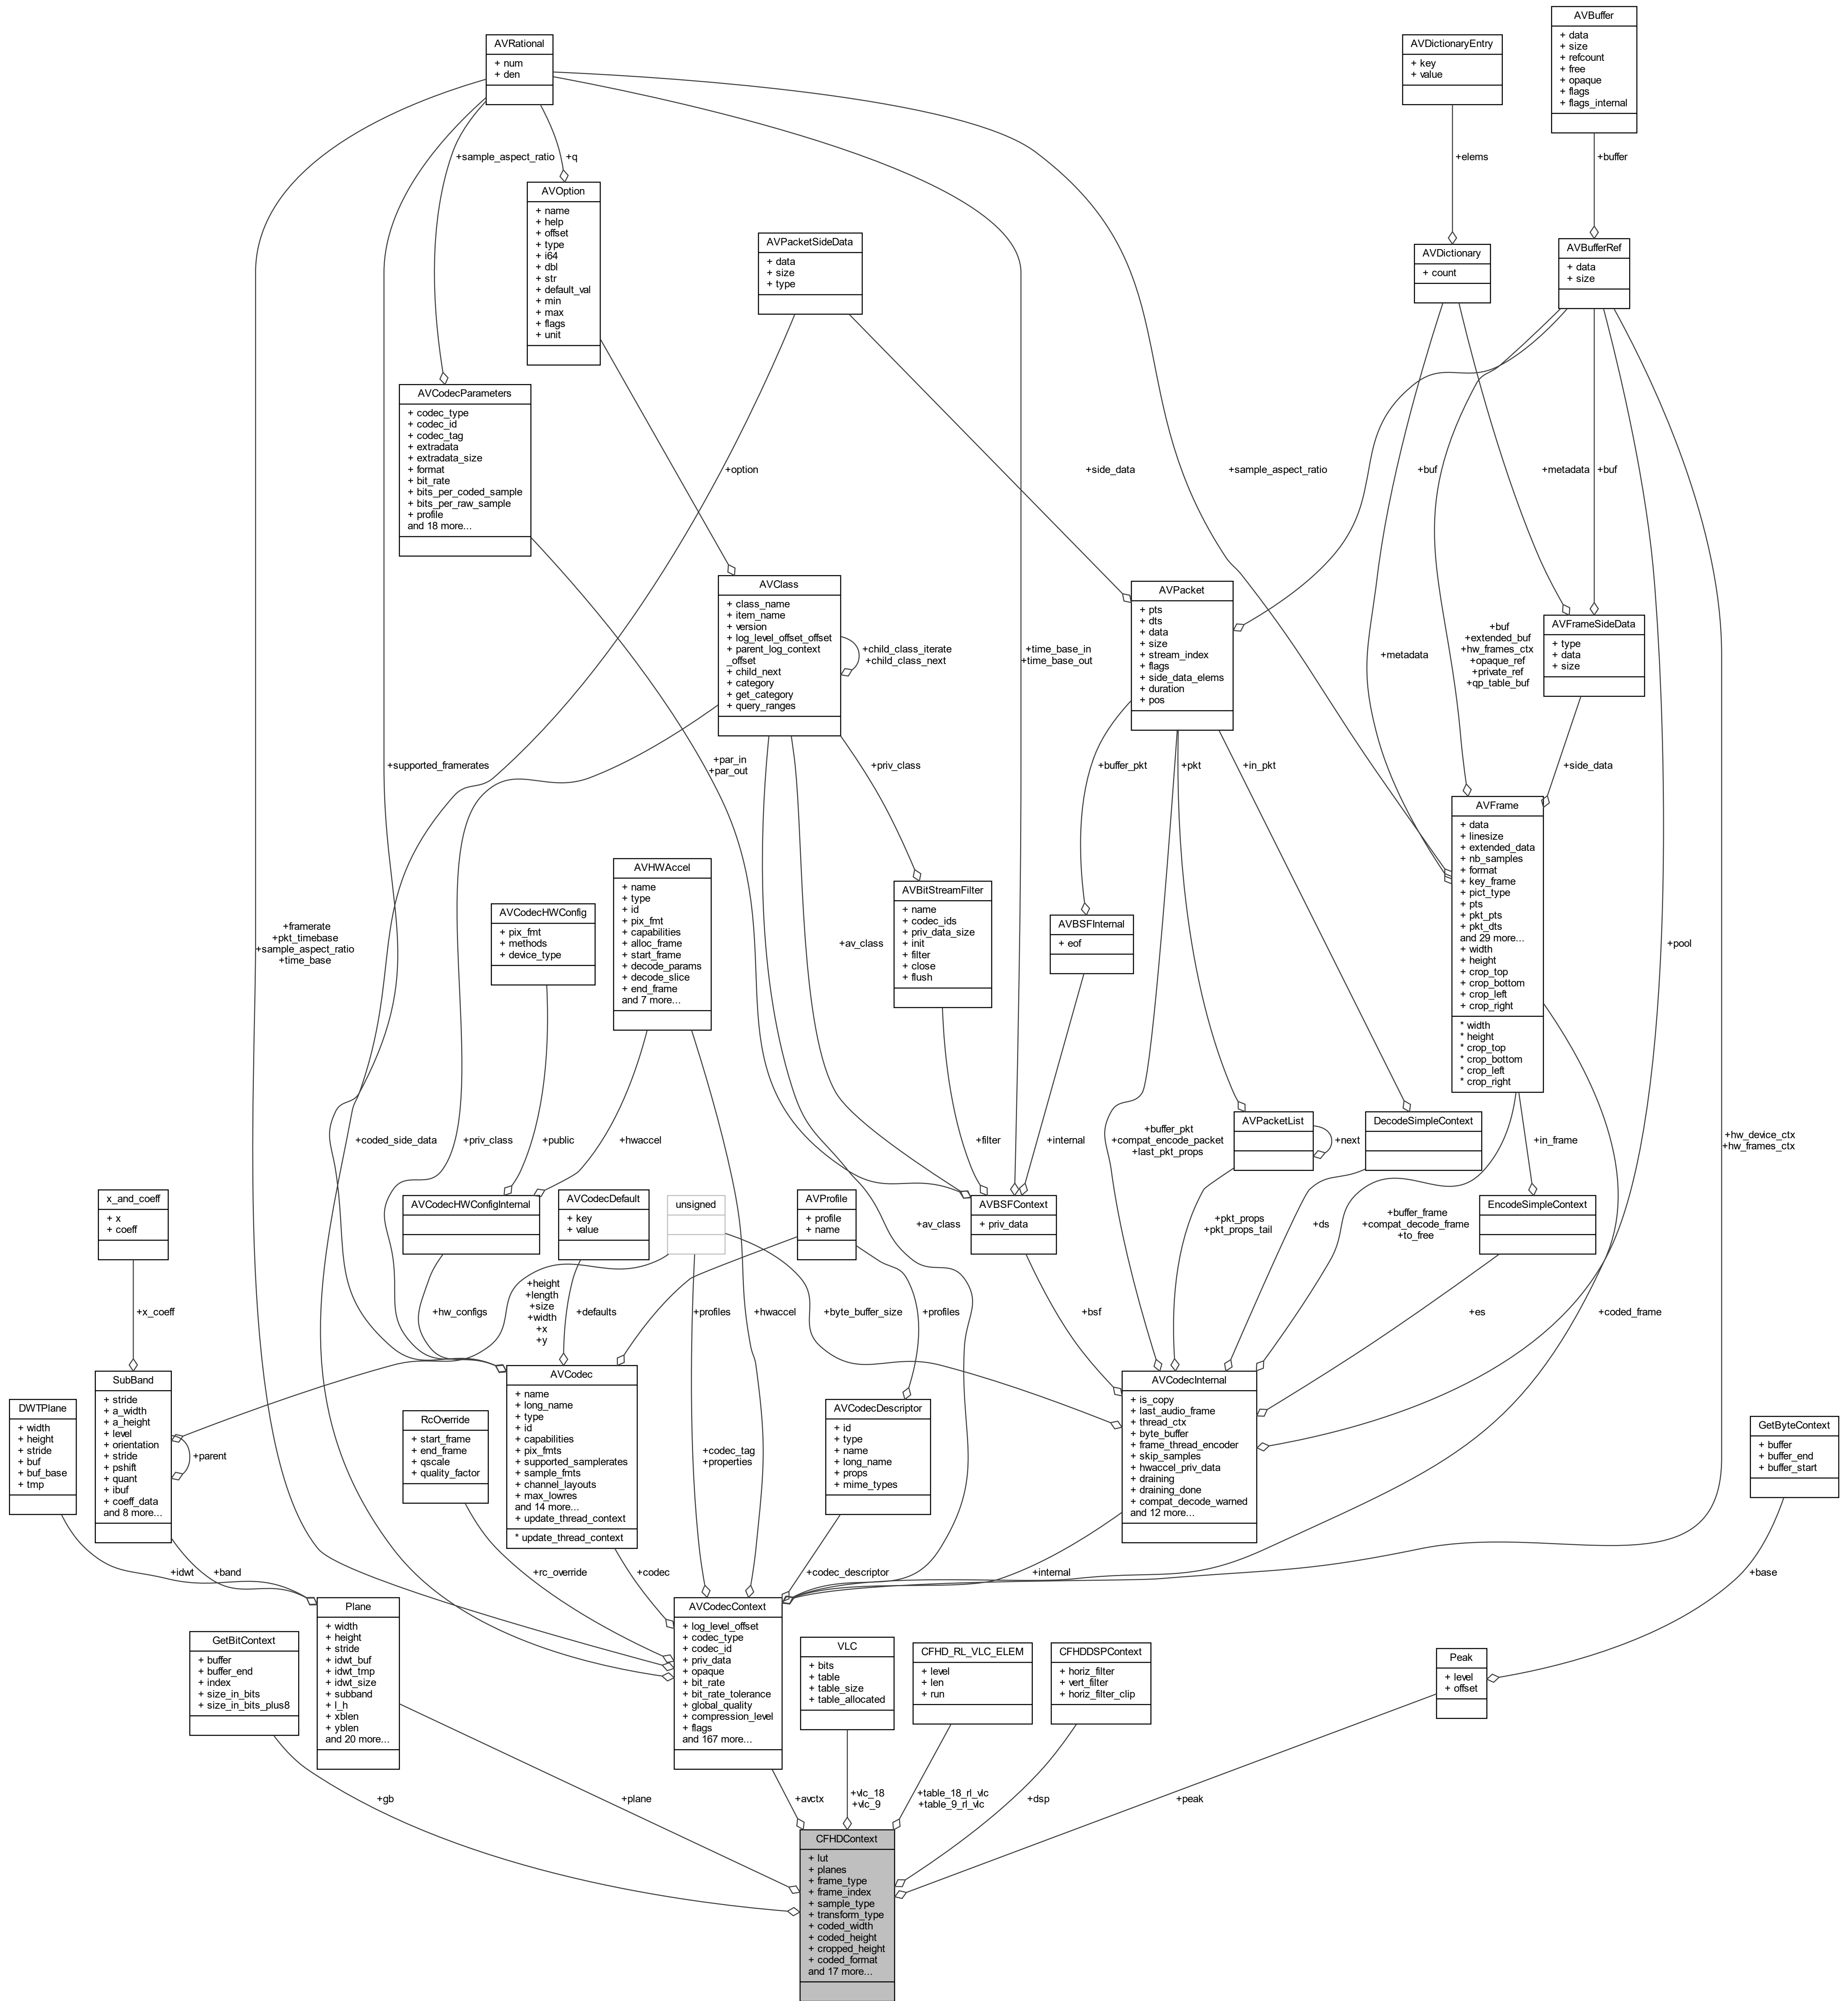 AVBuffer
+ data
+ size
+ refcount
+ free
+ opaque
+ flags
+ flags_internal
AVRational
+ num
+ den
AVDictionaryEntry
+ key
+ value
+sample_aspect_ratio
+q
+elems
+buffer
AVOption
+ name
+ help
+ offset
+ type
+ i64
+ dbl
+ str
+ default_val
+ min
+ max
+ flags
+ unit
AVPacketSideData
+ data
+ size
+ type
AVDictionary
+ count
AVBufferRef
+ data
+ size
AVCodecParameters
+ codec_type
+ codec_id
+ codec_tag
+ extradata
+ extradata_size
+ format
+ bit_rate
+ bits_per_coded_sample
+ bits_per_raw_sample
+ profile
and 18 more...
+option
+side_data
+sample_aspect_ratio
+buf
+metadata
+buf
AVClass
+ class_name
+ item_name
+ version
+ log_level_offset_offset
+ parent_log_context
_offset
+ child_next
+ category
+ get_category
+ query_ranges
+child_class_iterate
+child_class_next
+time_base_in
+time_base_out
AVPacket
+ pts
+ dts
+ data
+ size
+ stream_index
+ flags
+ side_data_elems
+ duration
+ pos
+metadata
+buf
+extended_buf
+hw_frames_ctx
+opaque_ref
+private_ref
+qp_table_buf
AVFrameSideData
+ type
+ data
+ size
+supported_framerates
+par_in
+par_out
+priv_class
+buffer_pkt
+pkt
+in_pkt
+side_data
AVFrame
+ data
+ linesize
+ extended_data
+ nb_samples
+ format
+ key_frame
+ pict_type
+ pts
+ pkt_pts
+ pkt_dts
and 29 more...
+ width
+ height
+ crop_top
+ crop_bottom
+ crop_left
+ crop_right
* width
* height
* crop_top
* crop_bottom
* crop_left
* crop_right
AVHWAccel
+ name
+ type
+ id
+ pix_fmt
+ capabilities
+ alloc_frame
+ start_frame
+ decode_params
+ decode_slice
+ end_frame
and 7 more...
AVBitStreamFilter
+ name
+ codec_ids
+ priv_data_size
+ init
+ filter
+ close
+ flush
AVCodecHWConfig
+ pix_fmt
+ methods
+ device_type
AVBSFInternal
+ eof
+framerate
+pkt_timebase
+sample_aspect_ratio
+time_base
+av_class
+pool
+coded_side_data
+priv_class
+public
+hwaccel
+filter
+internal
+buffer_pkt
+compat_encode_packet
+last_pkt_props
AVPacketList
+next
DecodeSimpleContext
+in_frame
+hw_device_ctx
+hw_frames_ctx
x_and_coeff
+ x
+ coeff
AVCodecHWConfigInternal
AVCodecDefault
+ key
+ value
unsigned
AVProfile
+ profile
+ name
+av_class
AVBSFContext
+ priv_data
+pkt_props
+pkt_props_tail
+ds
+buffer_frame
+compat_decode_frame
+to_free
EncodeSimpleContext
+x_coeff
+hw_configs
+height
+length
+size
+width
+x
+y
+defaults
+profiles
+hwaccel
+byte_buffer_size
+profiles
+bsf
+es
+coded_frame
SubBand
+ stride
+ a_width
+ a_height
+ level
+ orientation
+ stride
+ pshift
+ quant
+ ibuf
+ coeff_data
and 8 more...
+parent
DWTPlane
+ width
+ height
+ stride
+ buf
+ buf_base
+ tmp
RcOverride
+ start_frame
+ end_frame
+ qscale
+ quality_factor
AVCodec
+ name
+ long_name
+ type
+ id
+ capabilities
+ pix_fmts
+ supported_samplerates
+ sample_fmts
+ channel_layouts
+ max_lowres
and 14 more...
+ update_thread_context
* update_thread_context
+codec_tag
+properties
AVCodecDescriptor
+ id
+ type
+ name
+ long_name
+ props
+ mime_types
AVCodecInternal
+ is_copy
+ last_audio_frame
+ thread_ctx
+ byte_buffer
+ frame_thread_encoder
+ skip_samples
+ hwaccel_priv_data
+ draining
+ draining_done
+ compat_decode_warned
and 12 more...
GetByteContext
+ buffer
+ buffer_end
+ buffer_start
+idwt
+band
+rc_override
+codec
+codec_descriptor
+internal
+base
GetBitContext
+ buffer
+ buffer_end
+ index
+ size_in_bits
+ size_in_bits_plus8
Plane
+ width
+ height
+ stride
+ idwt_buf
+ idwt_tmp
+ idwt_size
+ subband
+ l_h
+ xblen
+ yblen
and 20 more...
AVCodecContext
+ log_level_offset
+ codec_type
+ codec_id
+ priv_data
+ opaque
+ bit_rate
+ bit_rate_tolerance
+ global_quality
+ compression_level
+ flags
and 167 more...
VLC
+ bits
+ table
+ table_size
+ table_allocated
CFHD_RL_VLC_ELEM
+ level
+ len
+ run
CFHDDSPContext
+ horiz_filter
+ vert_filter
+ horiz_filter_clip
Peak
+ level
+ offset
+gb
+plane
+avctx
+vlc_18
+vlc_9
+table_18_rl_vlc
+table_9_rl_vlc
+dsp
+peak
CFHDContext
+ lut
+ planes
+ frame_type
+ frame_index
+ sample_type
+ transform_type
+ coded_width
+ coded_height
+ cropped_height
+ coded_format
and 17 more...